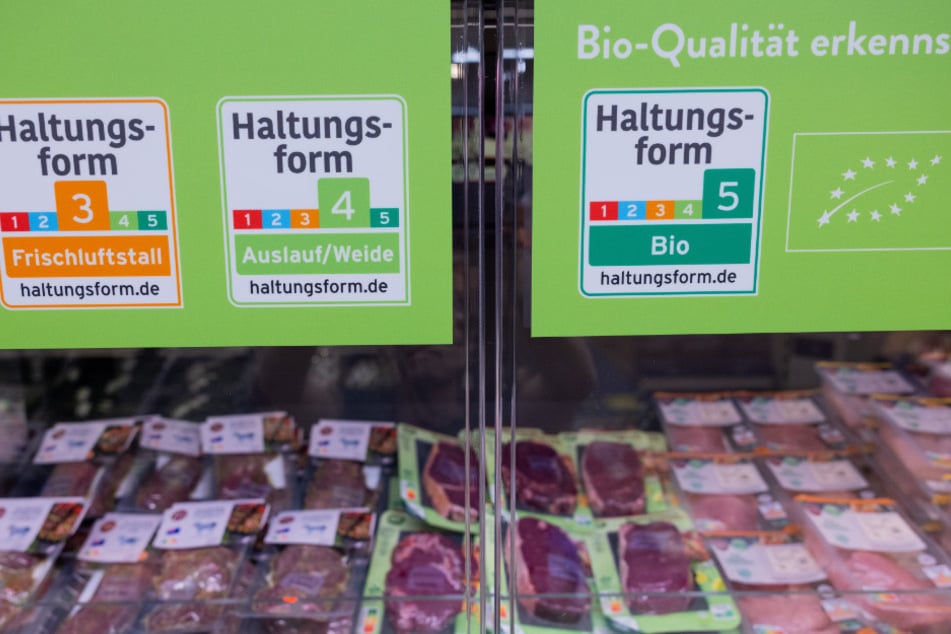 Haltungs-
form
1 2 3 4 5
Frischluftstall
haltungsform.de
Haltungs-
form
1 2 3 4 5
Auslauf/Weide
haltungsform.de
Bio-Qualität erkenns
Haltungs-
form
1 2 3 4 5
Bio
haltungsform.de